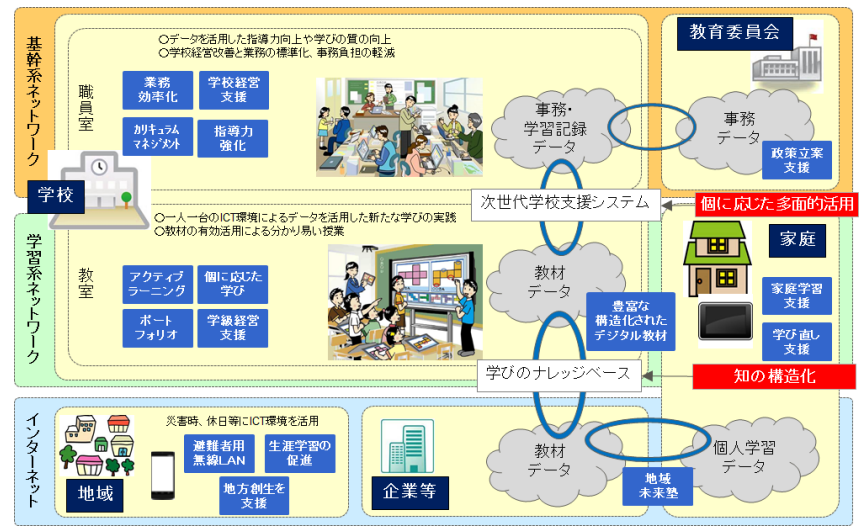 基幹系ネットワーク
職員室
○データを活用した指導力向上や学びの質の向上
○学校経営改善と業務の標準化、事務負担の軽減
業務
効率化
学校経営
支援
カリキュラム
マネジメント
指導力
強化
事務・
学習記録
データ
教育委員会
事務
データ
政策立案
支援
学校
次世代学校支援システム
個に応じた多面的活用
学習系ネットワーク
教室
○一人一台のICT環境によるデータを活用した新たな学びの実践
○教材の有効活用による分かり易い授業
アクティブ
ラーニング
個に応じた
学び
ポート
フォリオ
学級経営
支援
教材
データ
豊富な
構造化された
デジタル教材
家庭
家庭学習
支援
学び直し
支援
学びのナレッジベース
知の構造化
インターネット
災害時、休日等にICT環境を活用
避難者用
無線LAN
生涯学習の
促進
地方創生を
支援
地域
企業等
教材
データ
個人学習
データ
地域
未来塾